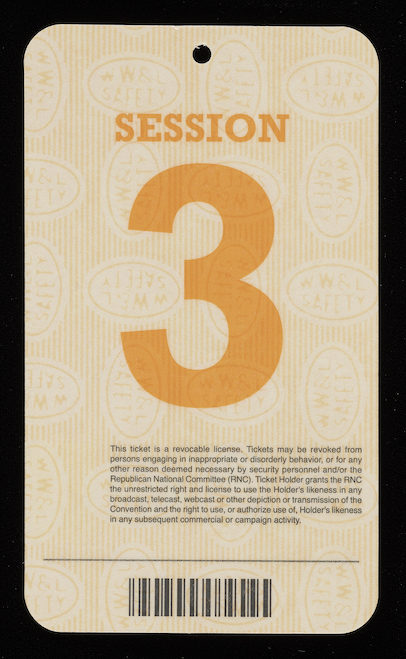 SESSION
3
This ticket is a revocable license. Tickets may be revoked from
persons engaging in inappropriate or disorderly behavior, or for any
other reason deemed necessary by security personnel and/or the
Republican National Committee (RNC). Ticket Holder grants the RNC
the unrestricted right and license to use the Holder's likeness in any
broadcast, telecast, webcast or other depiction or transmission of the
Convention and the right to use, or authorize use of, Holder's likeness
in any subsequent commercial or campaign activity.
WW&L
SAFETY